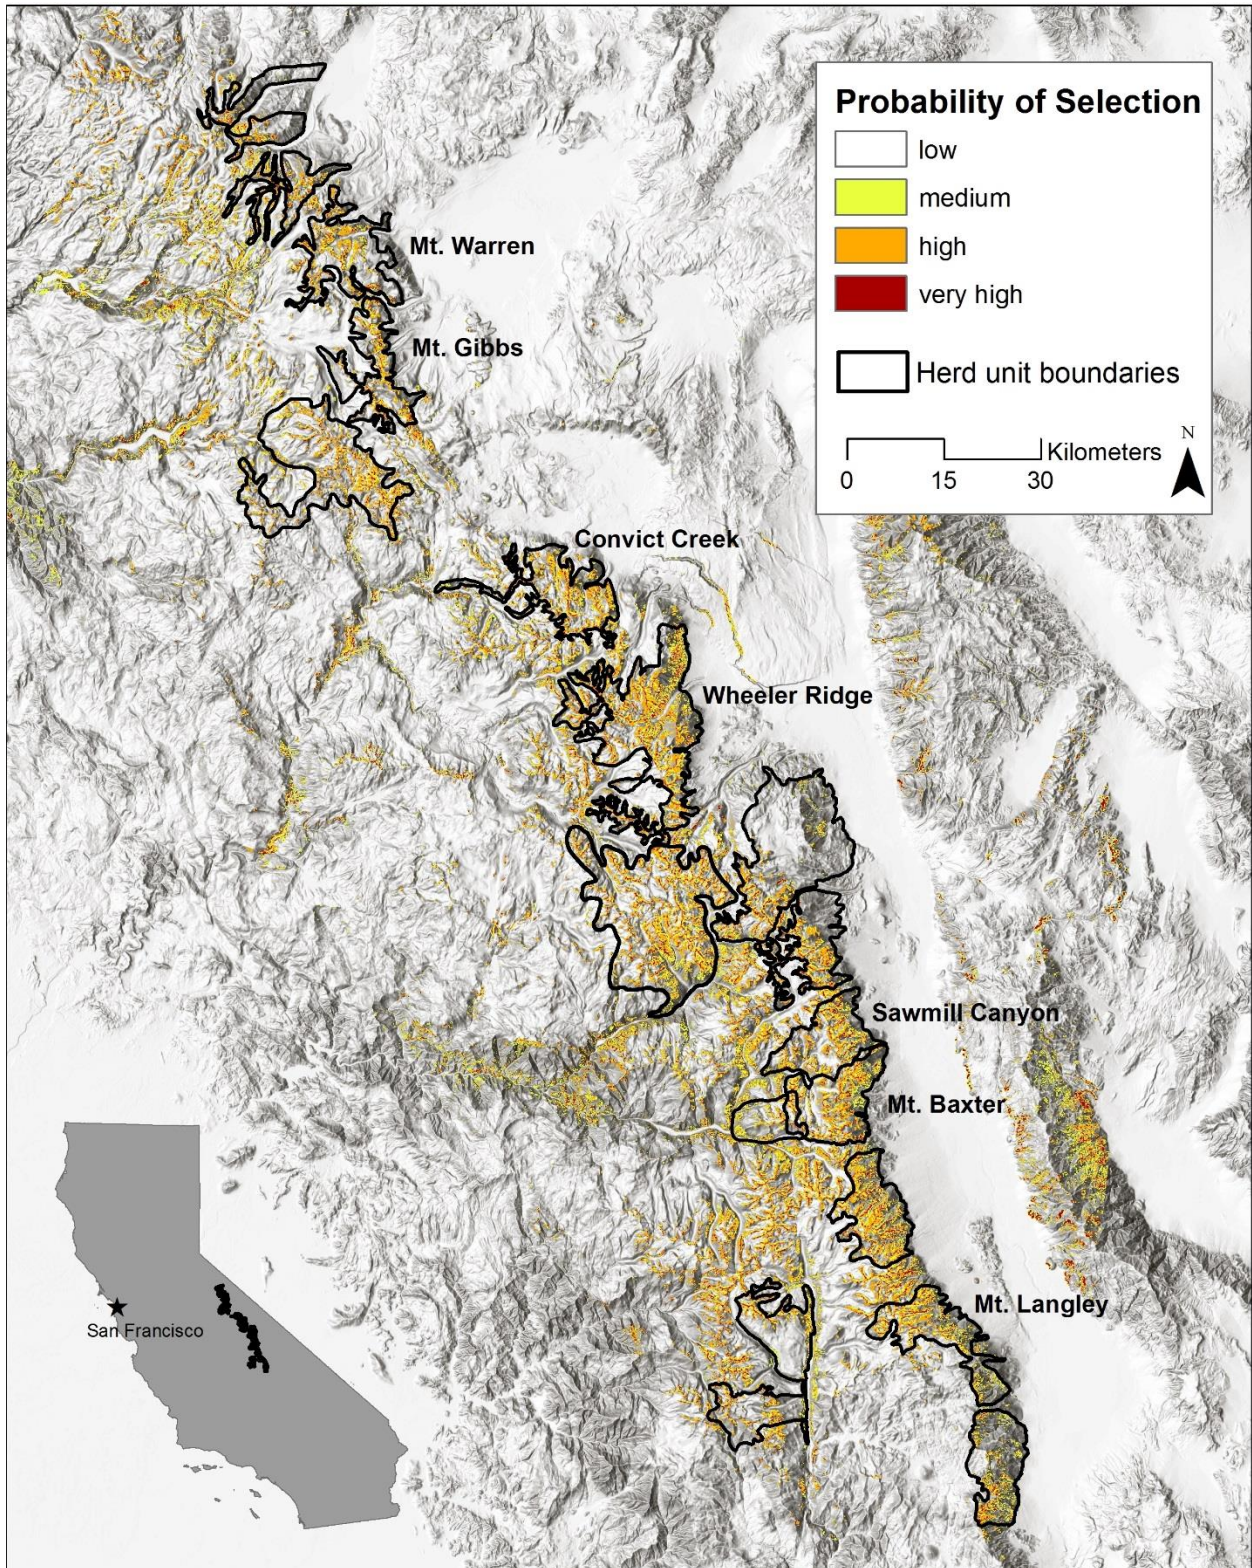 Probability of Selection
low
medium
high
very high
Herd unit boundaries
N
Kilometers
0 15 30
Mt. Warren
Mt. Gibbs
Convict Creek
Wheeler Ridge
Sawmill Canyon
Mt. Baxter
Mt. Langley
San Francisco